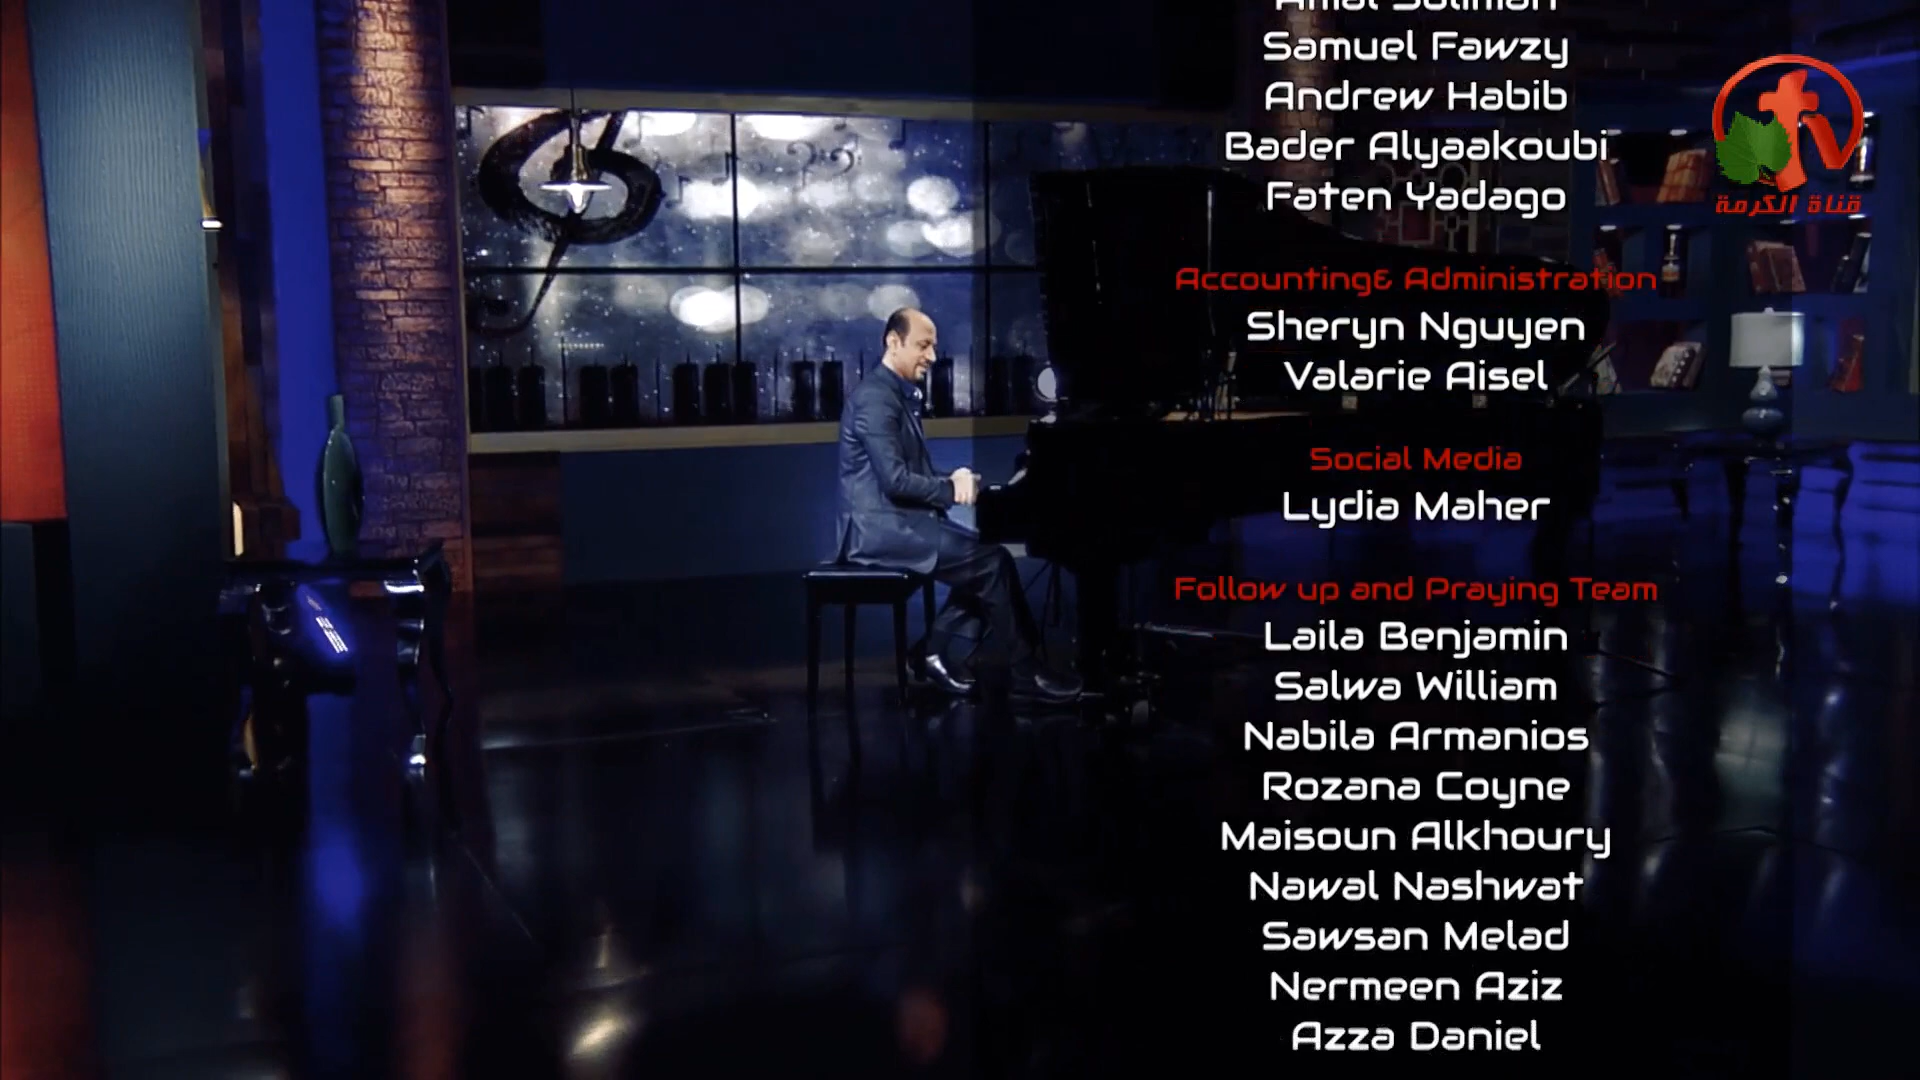 Amal Soliman
Samuel Fawzy
Andrew Habib
Bader Alyaakoubi
Faten Yadago
قناة الكرمة
Accounting& Administration
Sheryn Nguyen
Valarie Aisel
Social Media
Lydia Maher
Follow up and Praying Team
Laila Benjamin
Salwa William
Nabila Armanios
Rozana Coyne
Maisoun Alkhoury
Nawal Nashwat
Sawsan Melad
Nermeen Aziz
Azza Daniel